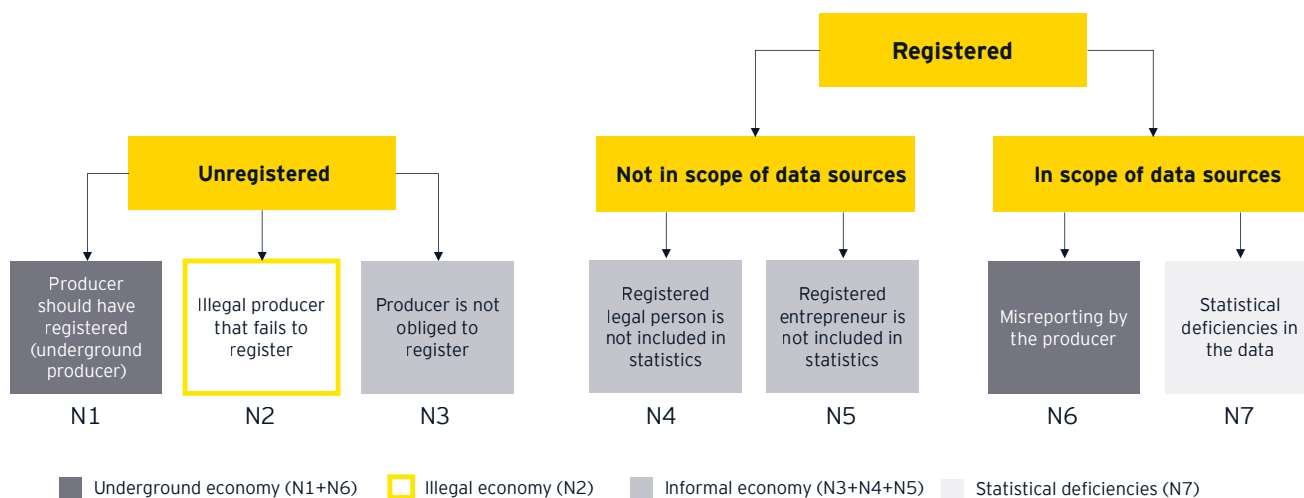 Registered
Unregistered
Not in scope of data sources
In scope of data sources
Producer
should have
registered
(underground
producer)
Illegal producer
that fails to
register
Producer is not
obliged to
register
Registered
legal person is
not included in
statistics
Registered
entrepreneur is
not included in
statistics
Misreporting by
the producer
Statistical
deficiencies in
the data
N1
N2
N3
N4
N5
N6
N7
Underground economy (N1+N6)
Illegal economy (N2)
Informal economy (N3+N4+N5)
Statistical deficiencies (N7)